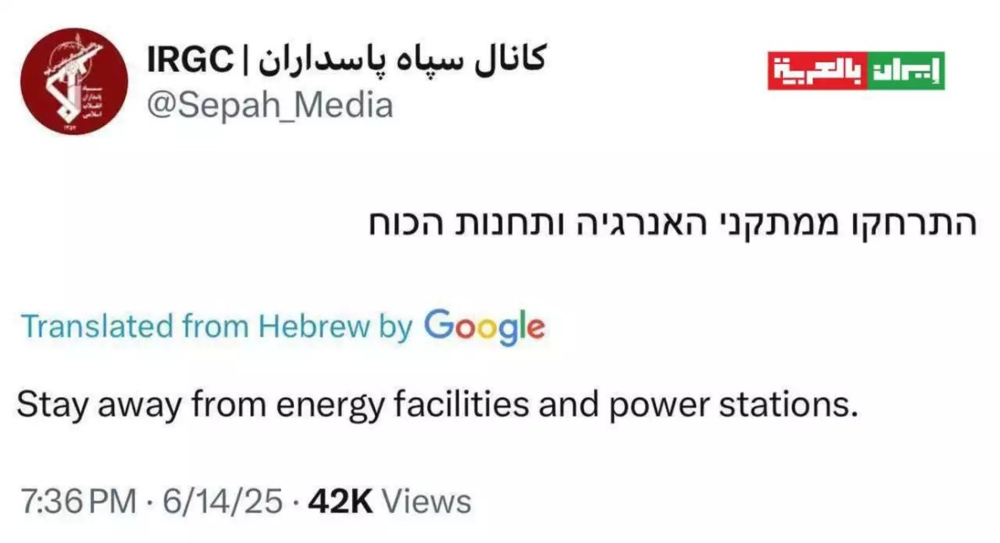 IRGC | کانال سپاه پاسداران
@Sepah_Media
إيران بالعربية
התרחקו ממתקני האנרגיה ותחנות הכוח
Translated from Hebrew by Google
Stay away from energy facilities and power stations.
7:36 PM · 6/14/25 · 42K Views